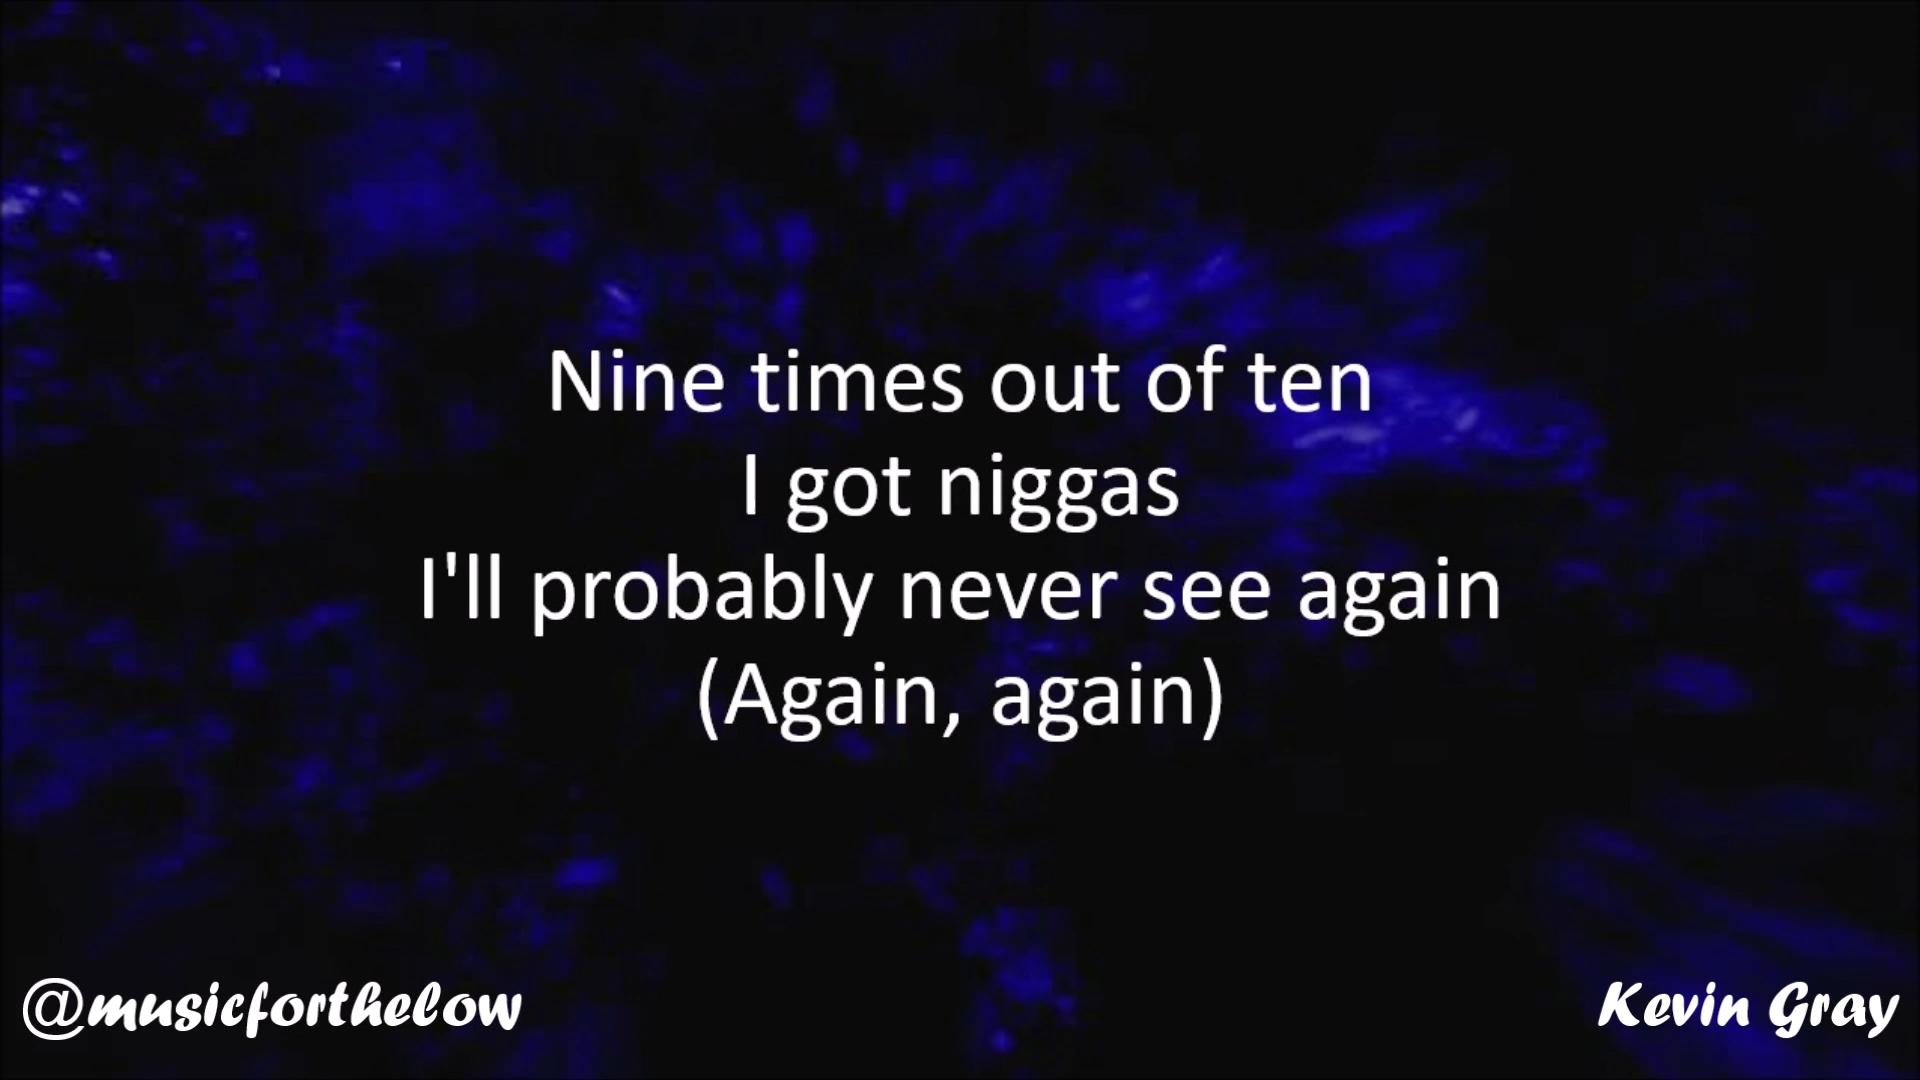 Nine times out of ten
I got niggas
I'll probably never see again
(Again, again)
@musicforthelow
Kevin Gray